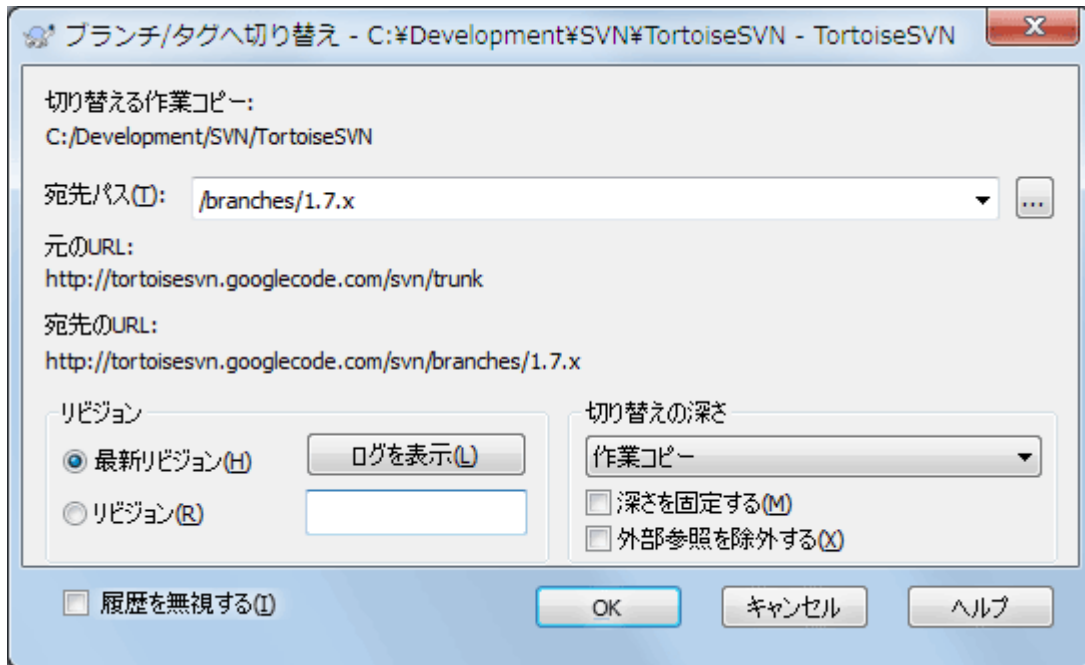 ブランチ/タグへ切り替え - C:¥Development¥SVN¥TortoiseSVN - TortoiseSVN
切り替える作業コピー:
C:/Development/SVN/TortoiseSVN
宛先パス(T): /branches/1.7.x ...
元のURL:
http://tortoisesvn.googlecode.com/svn/trunk
宛先のURL:
http://tortoisesvn.googlecode.com/svn/branches/1.7.x
リビジョン
最新リビジョン(H) ログを表示(L)
リビジョン(R)
切り替えの深さ
作業コピー
深さを固定する(M)
外部参照を除外する(X)
履歴を無視する(I) OK キャンセル ヘルプ